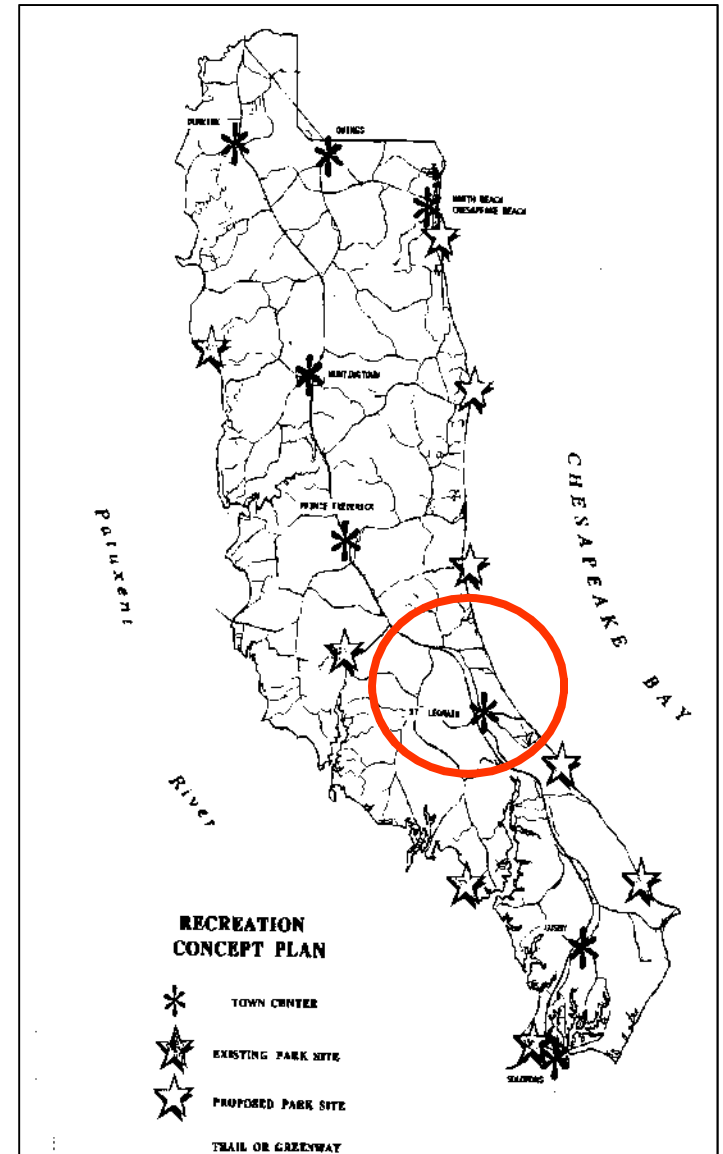 DUNKIRK
OWINGS
NORTH BEACH
CHESAPEAKE BEACH
HUNTINGTOWN
PRINCE FREDERICK
CHESAPEAKE BAY
Patuxent
ST LEONARD
River
RECREATION
CONCEPT PLAN
LUSBY
TOWN CENTER
EXISTING PARK SITE
SOLOMONS
PROPOSED PARK SITE
TRAIL OR GREENWAY